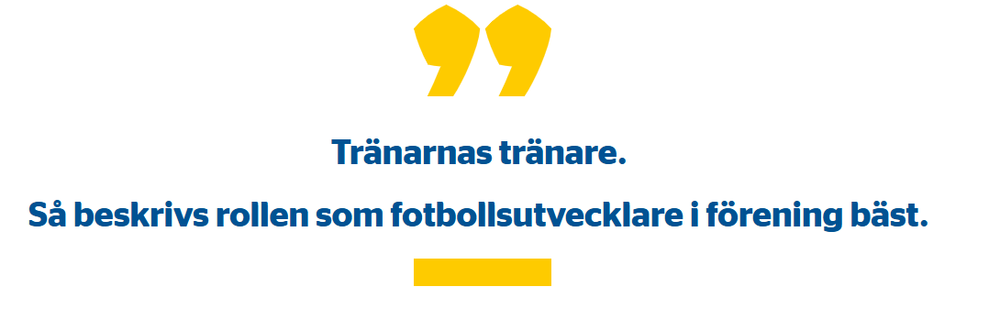 Tränarnas tränare.
Så beskrivs rollen som fotbollsutvecklare i förening bäst.